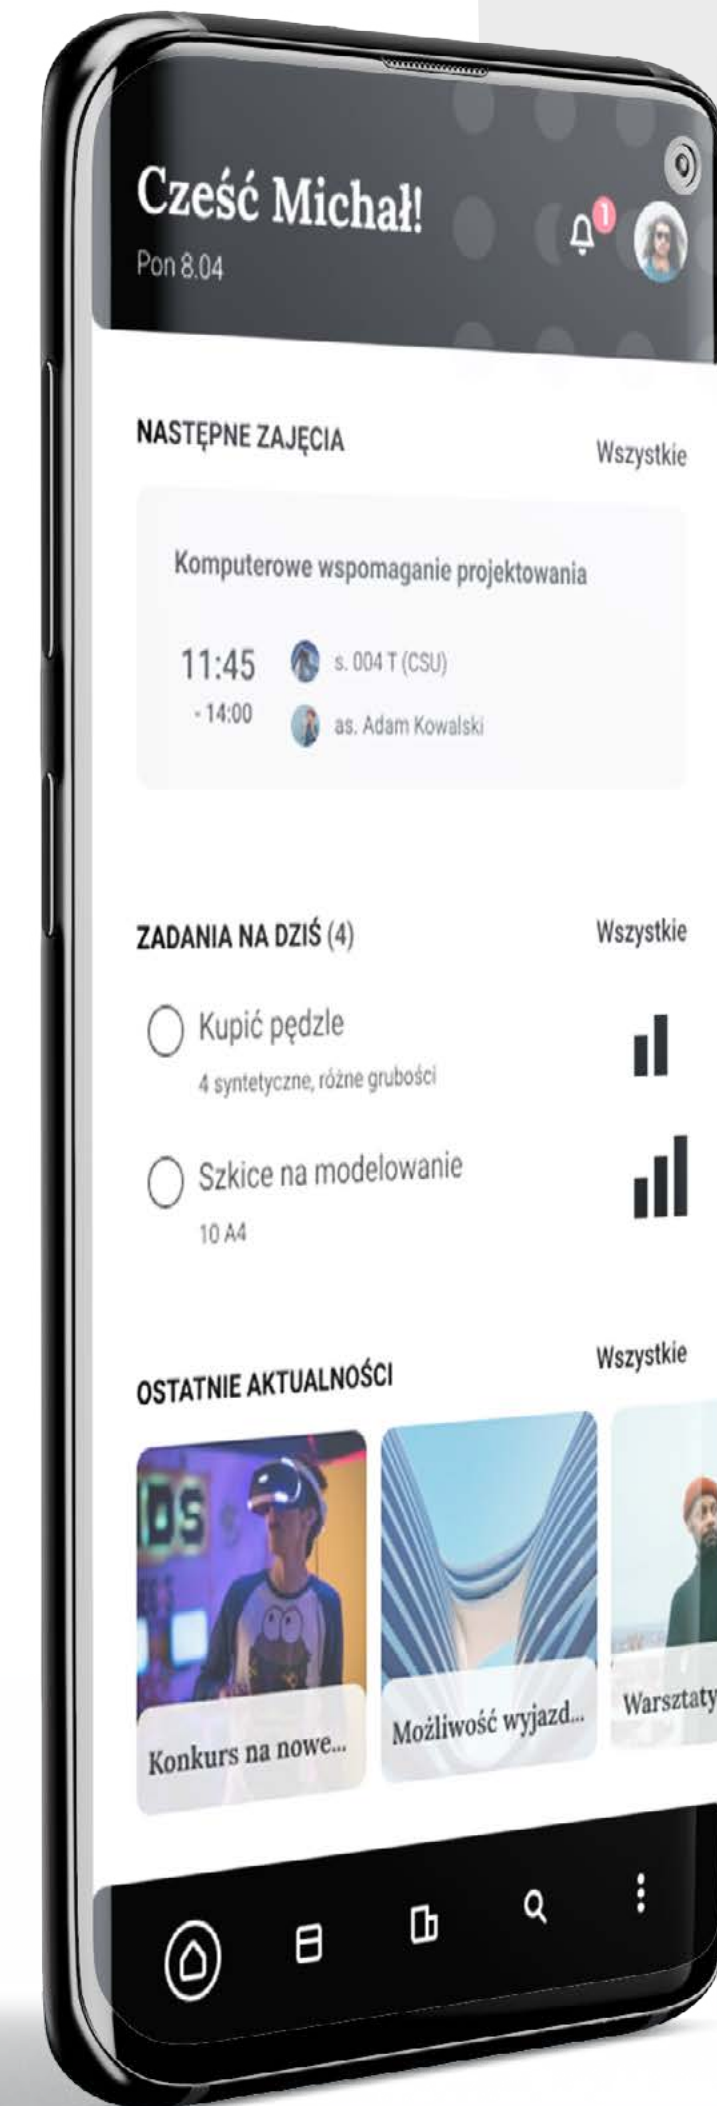 Cześć Michał!
1
Pon 8.04
NASTĘPNE ZAJĘCIA
Wszystkie
Komputerowe wspomaganie projektowania
11:45
- 14:00
s. 004 T (CSU)
as. Adam Kowalski
ZADANIA NA DZIŚ (4)
Wszystkie
Kupić pędzle
4 syntetyczne, różne grubości
Szkice na modelowanie
10 A4
OSTATNIE AKTUALNOŚCI
Wszystkie
IDS
Konkurs na nowe...
Możliwość wyjazd...
Warsztaty